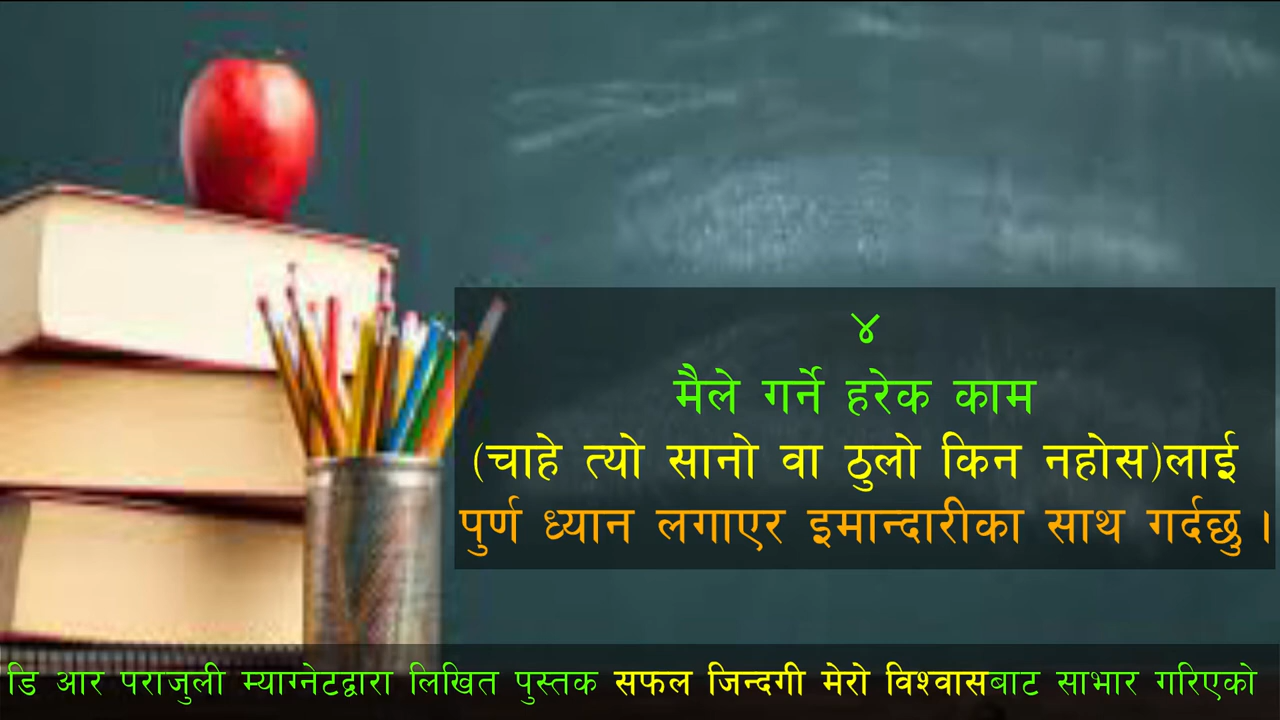 ४
मैले गर्ने हरेक काम
(चाहे त्यो सानो वा ठुलो किन नहोस)लाई
पुर्ण ध्यान लगाएर इमान्दारीका साथ गर्दछु ।
डि आर पराजुली म्याग्नेटद्वारा लिखित पुस्तक सफल जिन्दगी मेरो विश्वासबाट साभार गरिएको